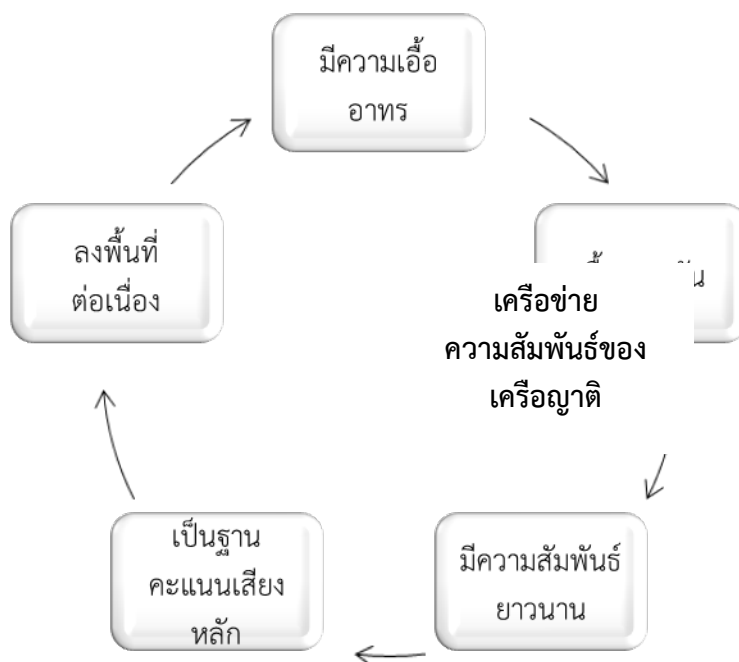 มีความเอื้อ
อาทร
ลงพื้นที่
ต่อเนื่อง
เครือข่าย
ความสัมพันธ์ของ
เครือญาติ
เป็นฐาน
คะแนนเสียง
หลัก
มีความสัมพันธ์
ยาวนาน